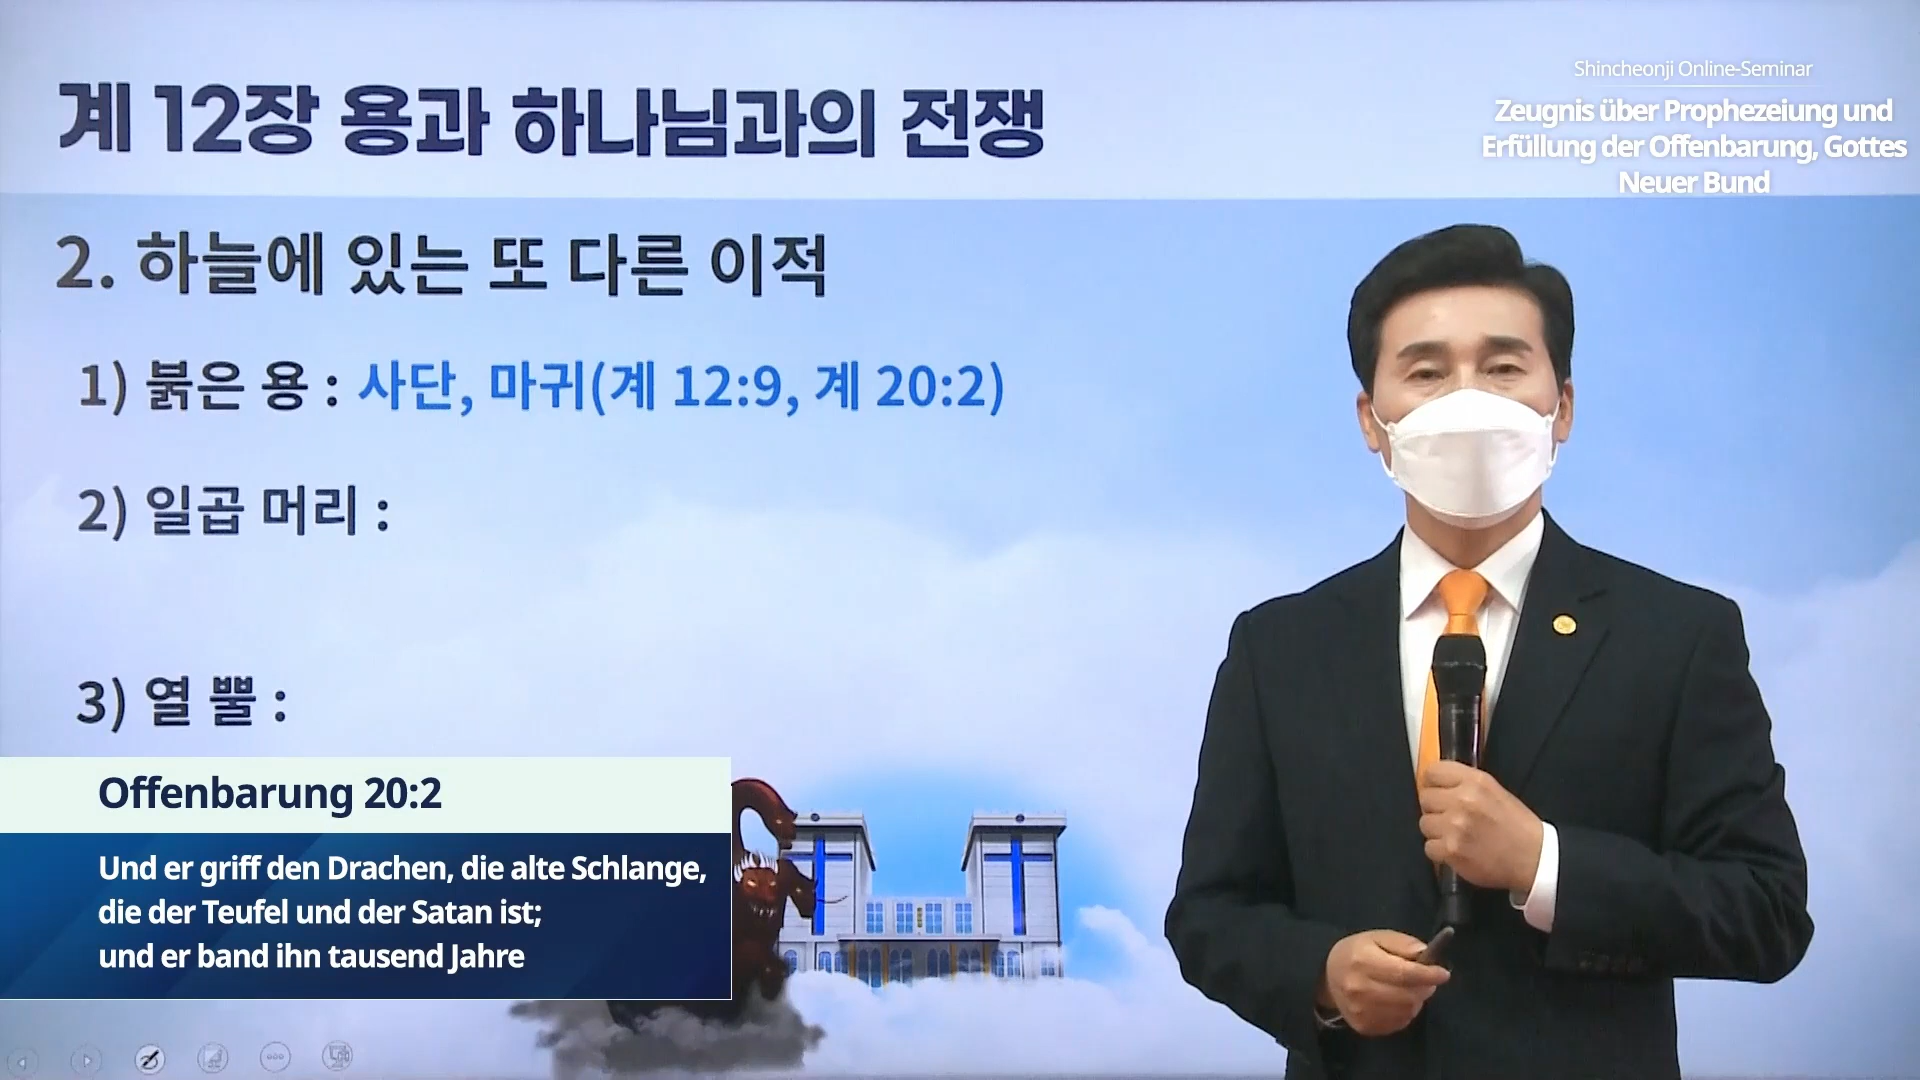 계 12장 용과 하나님과의 전쟁
Shincheonji Online-Seminar
Zeugnis über Prophezeiung und
Erfüllung der Offenbarung, Gottes
Neuer Bund
2. 하늘에 있는 또 다른 이적
1) 붉은 용 : 사단, 마귀(계 12:9, 계 20:2)
2) 일곱 머리 :
3) 열 뿔 :
Offenbarung 20:2
Und er griff den Drachen, die alte Schlange,
die der Teufel und der Satan ist;
und er band ihn tausend Jahre